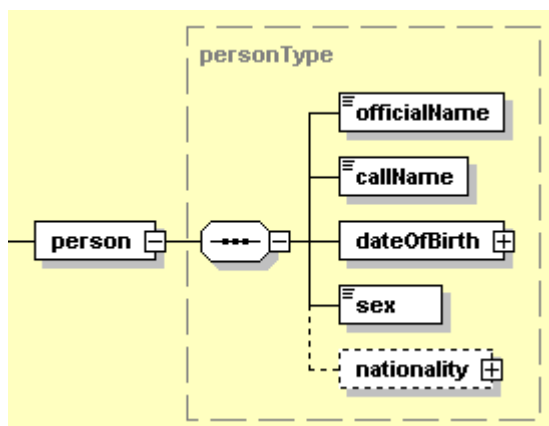 personType
officialName
callName
person
dateOfBirth
sex
nationality